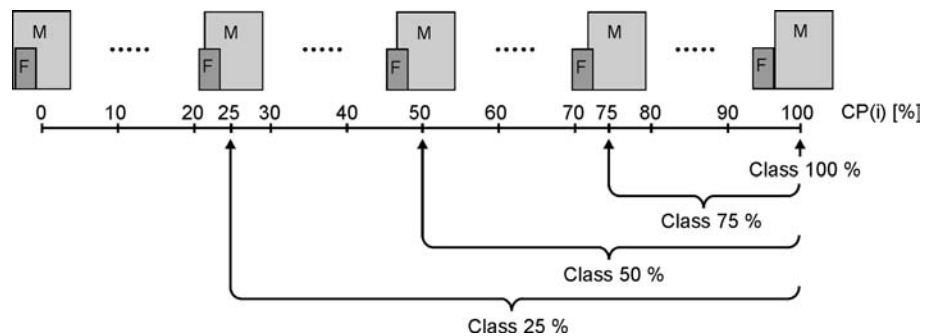 M M M M M
F F F F F
0 10 20 25 30 40 50 60 70 75 80 90 100 CP(i) [%]
Class 100 %
Class 75 %
Class 50 %
Class 25 %